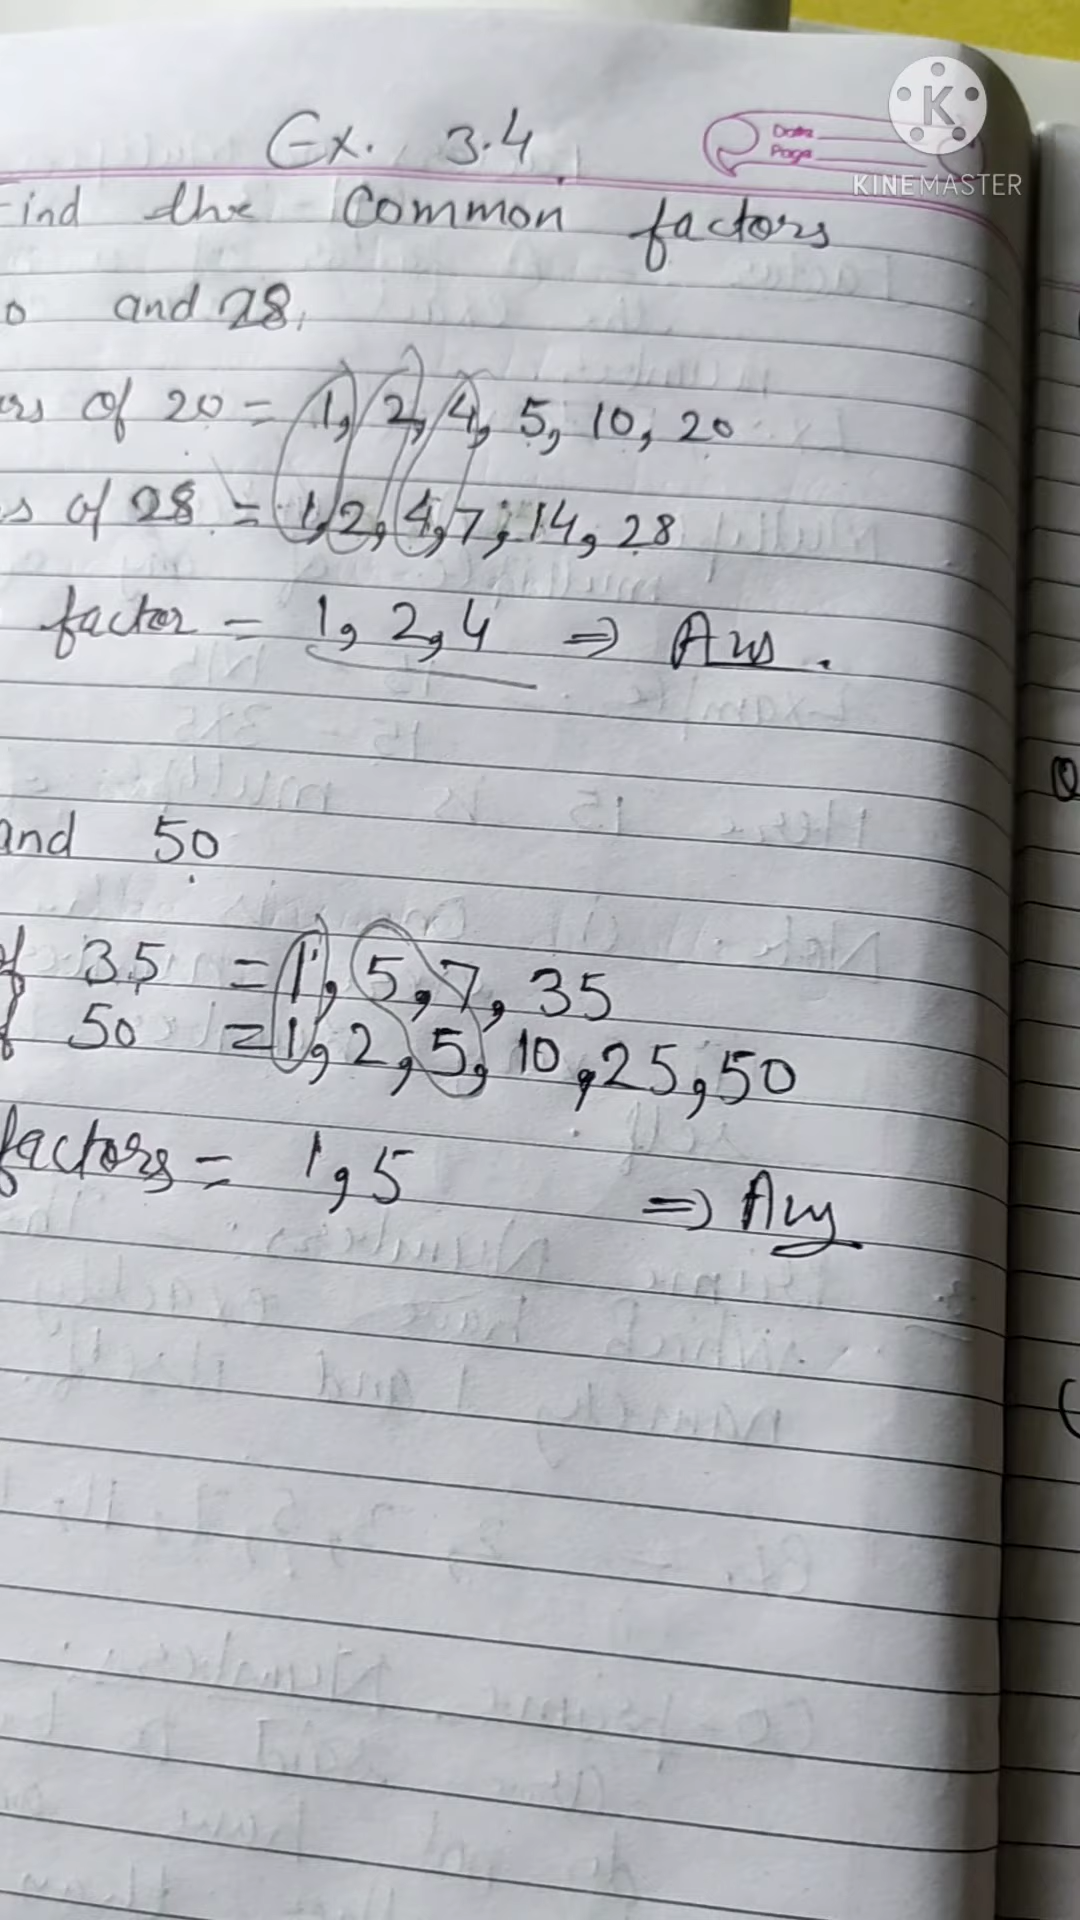 Ex. 3.4
Date
Page
K
KINEMASTER
Find the Common factors
and 28.
of 20 = 1, 2, 4, 5, 10, 20
of 28 = 1, 2, 4, 7, 14, 28
factor = 1, 2, 4 ⇒ Ans.
and 50
of 35 = 1, 5, 7, 35
50 = 1, 2, 5, 10, 25, 50
factors = 1, 5 ⇒ Ans